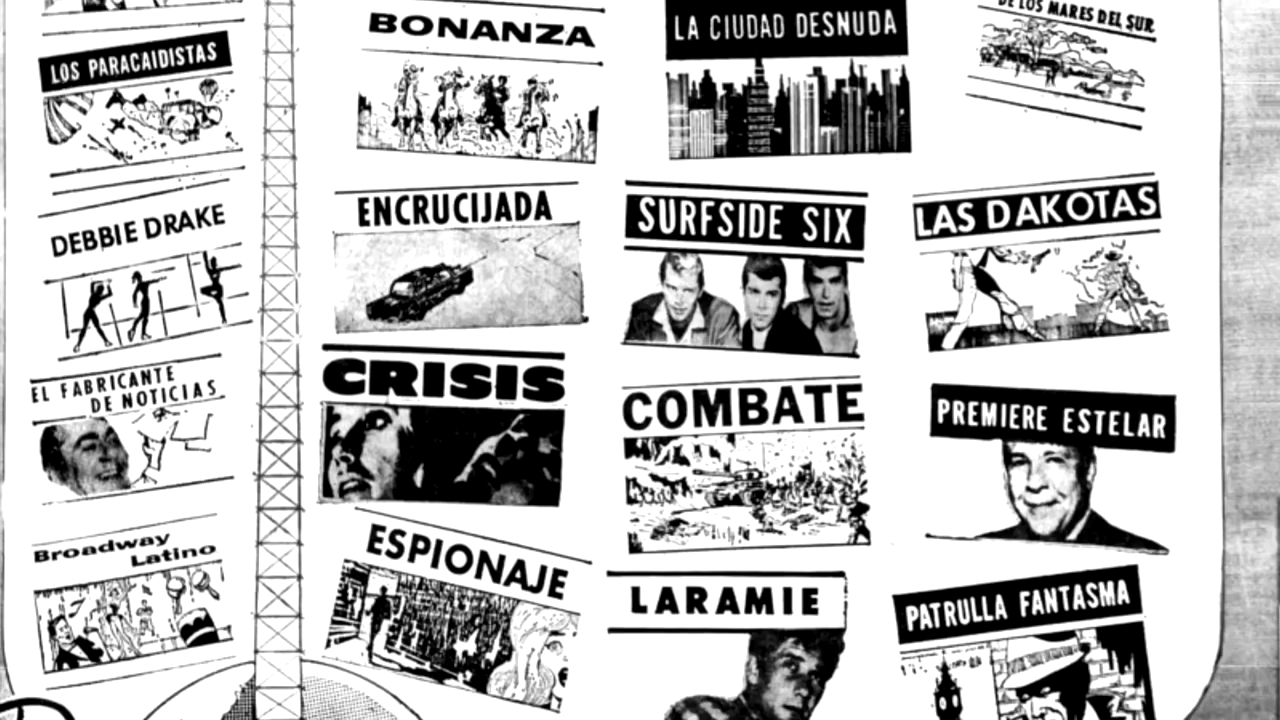 LOS PARACAIDISTAS
DEBBIE DRAKE
EL FABRICANTE
DE NOTICIAS
Broadway
Latino
BONANZA
ENCRUCIJADA
CRISIS
ESPIONAJE
LA CIUDAD DESNUDA
SURFSIDE SIX
COMBATE
LARAMIE
DE LOS MARES DEL SUR
LAS DAKOTAS
PREMIERE ESTELAR
PATRULLA FANTASMA